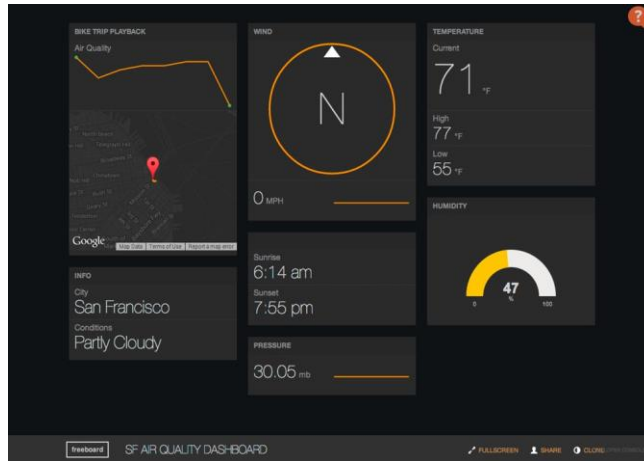 ?
BIKE TRIP PLAYBACK
Air Quality
Google
Map Data
Terms of Use
Report a map error
INFO
City
San Francisco
Conditions
Partly Cloudy
WIND
N
0 MPH
Sunrise
6:14 am
Sunset
7:55 pm
PRESSURE
30.05 mb
TEMPERATURE
Current
71 °F
High
77 °F
Low
55 °F
HUMIDITY
47
%
0
100
freeboard
SF AIR QUALITY DASHBOARD
FULLSCREEN
SHARE